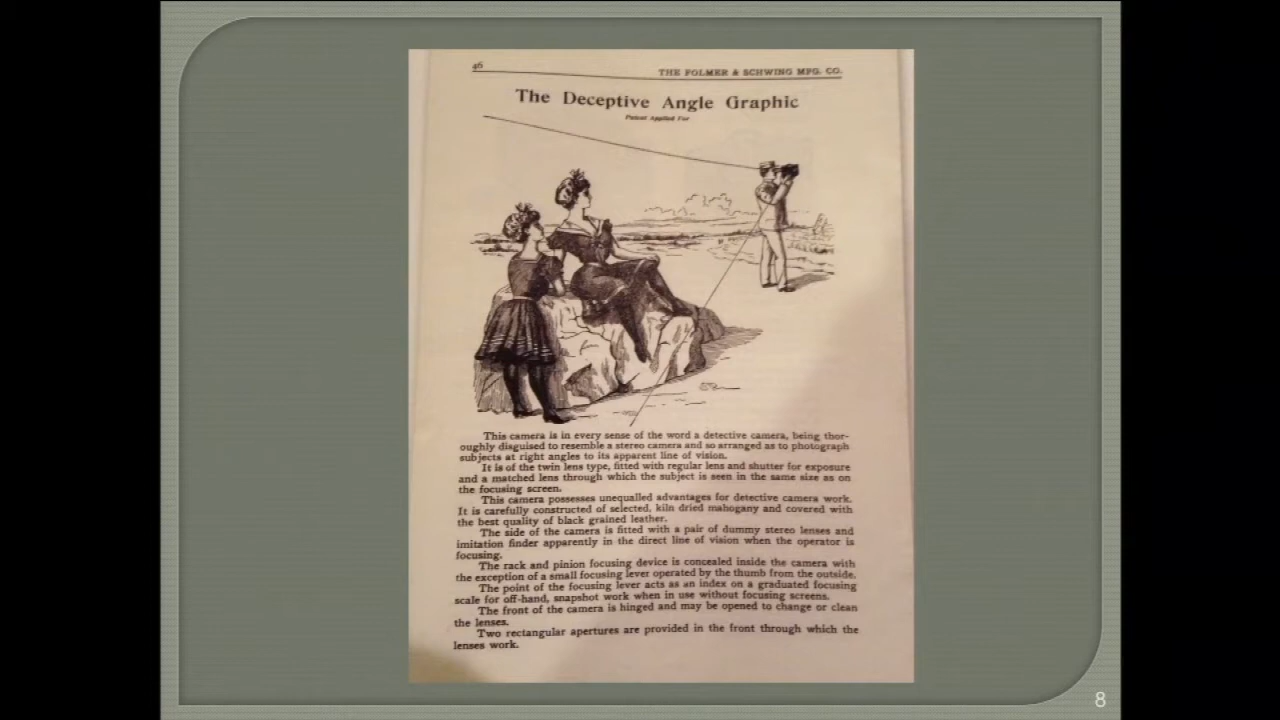 46
THE FOLMER & SCHWING MFG. CO.
The Deceptive Angle Graphic
Patent Applied For
This camera is in every sense of the word a detective camera, being thor-
oughly disguised to resemble a stereo camera and so arranged as to photograph
subjects at right angles to its apparent line of vision.
It is of the twin lens type, fitted with regular lens and shutter for exposure
and a matched lens through which the subject is seen in the same size as on
the focusing screen.
This camera possesses unequalled advantages for detective camera work.
It is carefully constructed of selected, kiln dried mahogany and covered with
the best quality of black grained leather.
The side of the camera is fitted with a pair of dummy stereo lenses and
imitation finder apparently in the direct line of vision when the operator is
focusing.
The rack and pinion focusing device is concealed inside the camera with
the exception of a small focusing lever operated by the thumb from the outside.
The point of the focusing lever acts as an index on a graduated focusing
scale for off-hand, snapshot work when in use without focusing screens.
The front of the camera is hinged and may be opened to change or clean
the lenses.
Two rectangular apertures are provided in the front through which the
lenses work.
8